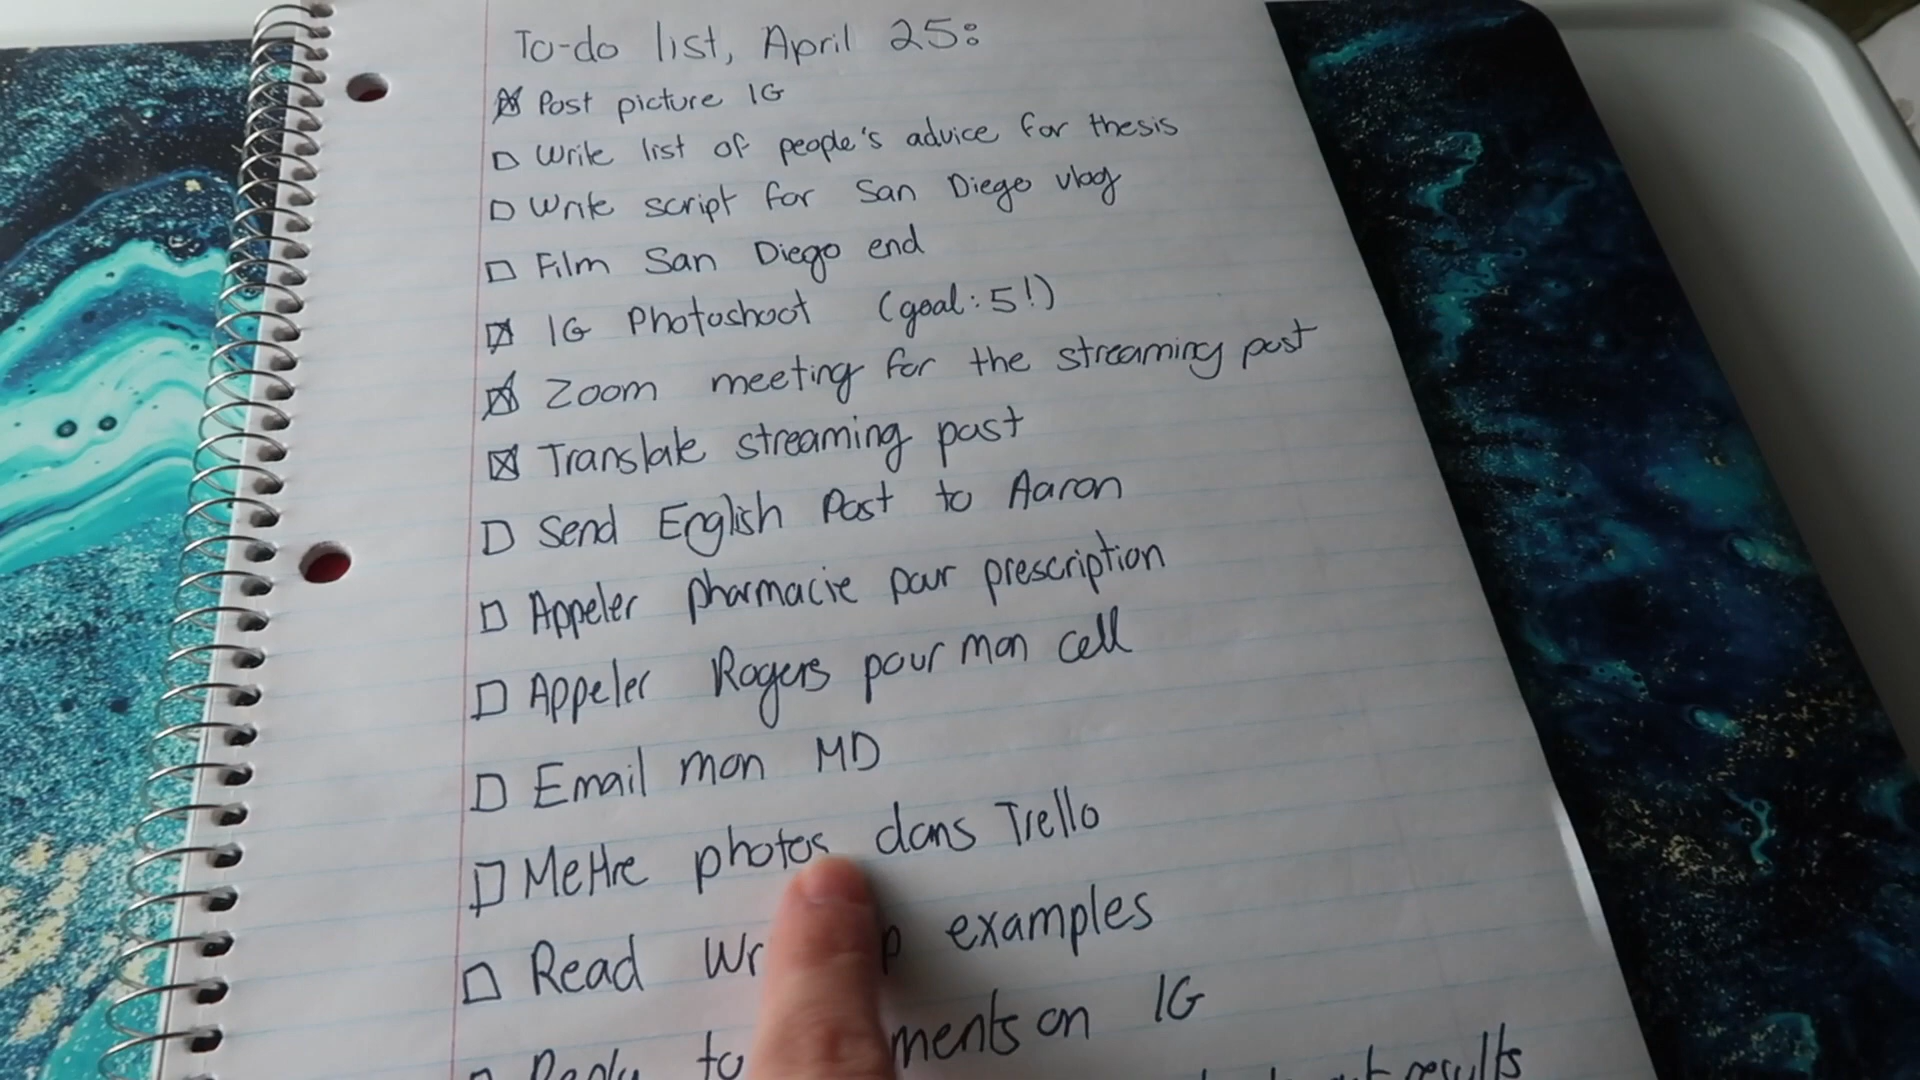 To-do list, April 25:
Post picture IG
Write list of people's advice for thesis
Write script for San Diego vlog
Film San Diego end
IG Photoshoot (goal: 5!)
Zoom meeting for the streaming post
Translate streaming post
Send English Post to Aaron
Appeler pharmacie pour prescription
Appeler Rogers pour mon cell
Email mon MD
Mettre photos dans Trello
Read examples
Reply to on IG
results